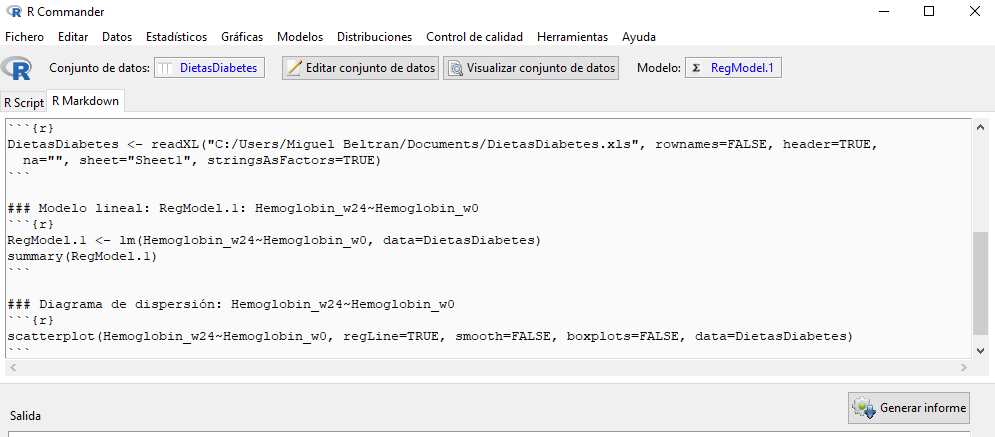 R Commander
Fichero Editar Datos Estadísticos Gráficas Modelos Distribuciones Control de calidad Herramientas Ayuda
Conjunto de datos: DietasDiabetes Editar conjunto de datos Visualizar conjunto de datos Modelo: Σ RegModel.1
R Script R Markdown
```{r}
DietasDiabetes <- readXL("C:/Users/Miguel Beltran/Documents/DietasDiabetes.xls", rownames=FALSE, header=TRUE,
  na="", sheet="Sheet1", stringsAsFactors=TRUE)
```
### Modelo lineal: RegModel.1: Hemoglobin_w24~Hemoglobin_w0
```{r}
RegModel.1 <- lm(Hemoglobin_w24~Hemoglobin_w0, data=DietasDiabetes)
summary(RegModel.1)
```
### Diagrama de dispersión: Hemoglobin_w24~Hemoglobin_w0
```{r}
scatterplot(Hemoglobin_w24~Hemoglobin_w0, regLine=TRUE, smooth=FALSE, boxplots=FALSE, data=DietasDiabetes)
```
Salida
Generar informe